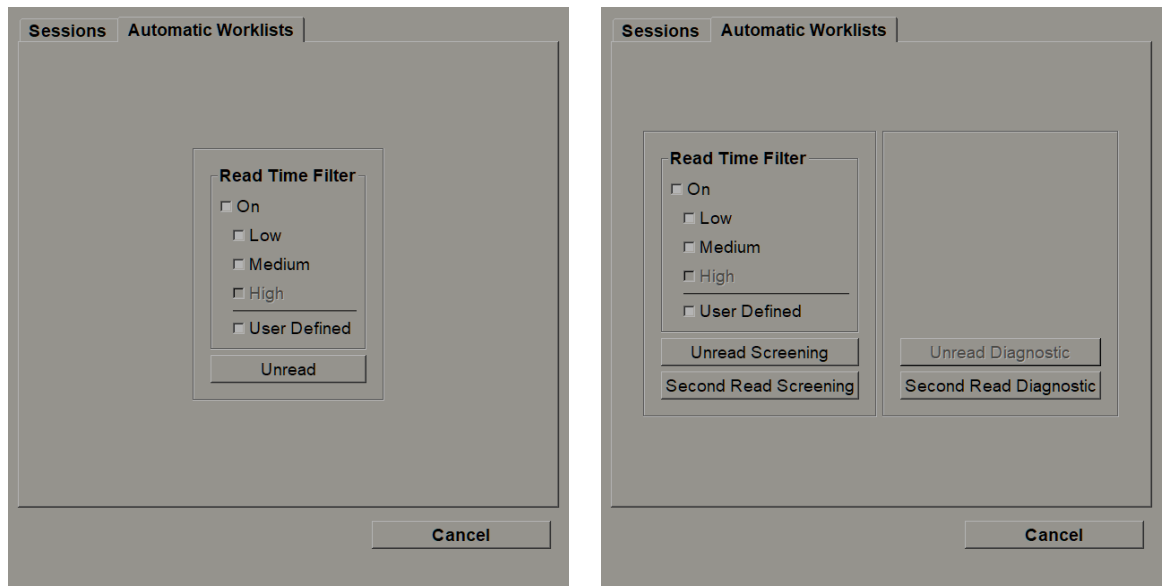 Sessions Automatic Worklists
Read Time Filter
On
Low
Medium
High
User Defined
Unread
Cancel
Sessions Automatic Worklists
Read Time Filter
On
Low
Medium
High
User Defined
Unread Screening
Second Read Screening
Unread Diagnostic
Second Read Diagnostic
Cancel